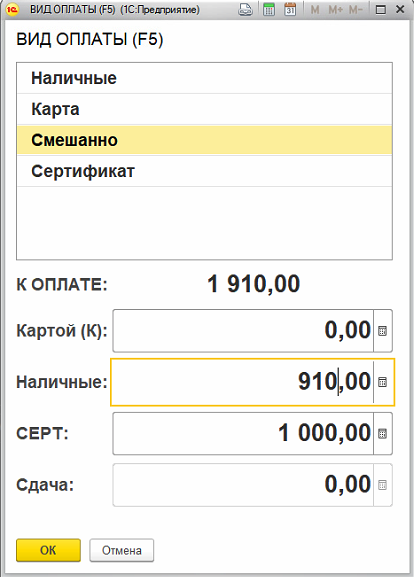 ВИД ОПЛАТЫ (F5) (1С:Предприятие)
M M+ M-
ВИД ОПЛАТЫ (F5)
Наличные
Карта
Смешанно
Сертификат
К ОПЛАТЕ: 1 910,00
Картой (К): 0,00
Наличные: 910,00
СЕРТ: 1 000,00
Сдача: 0,00
ОК Отмена